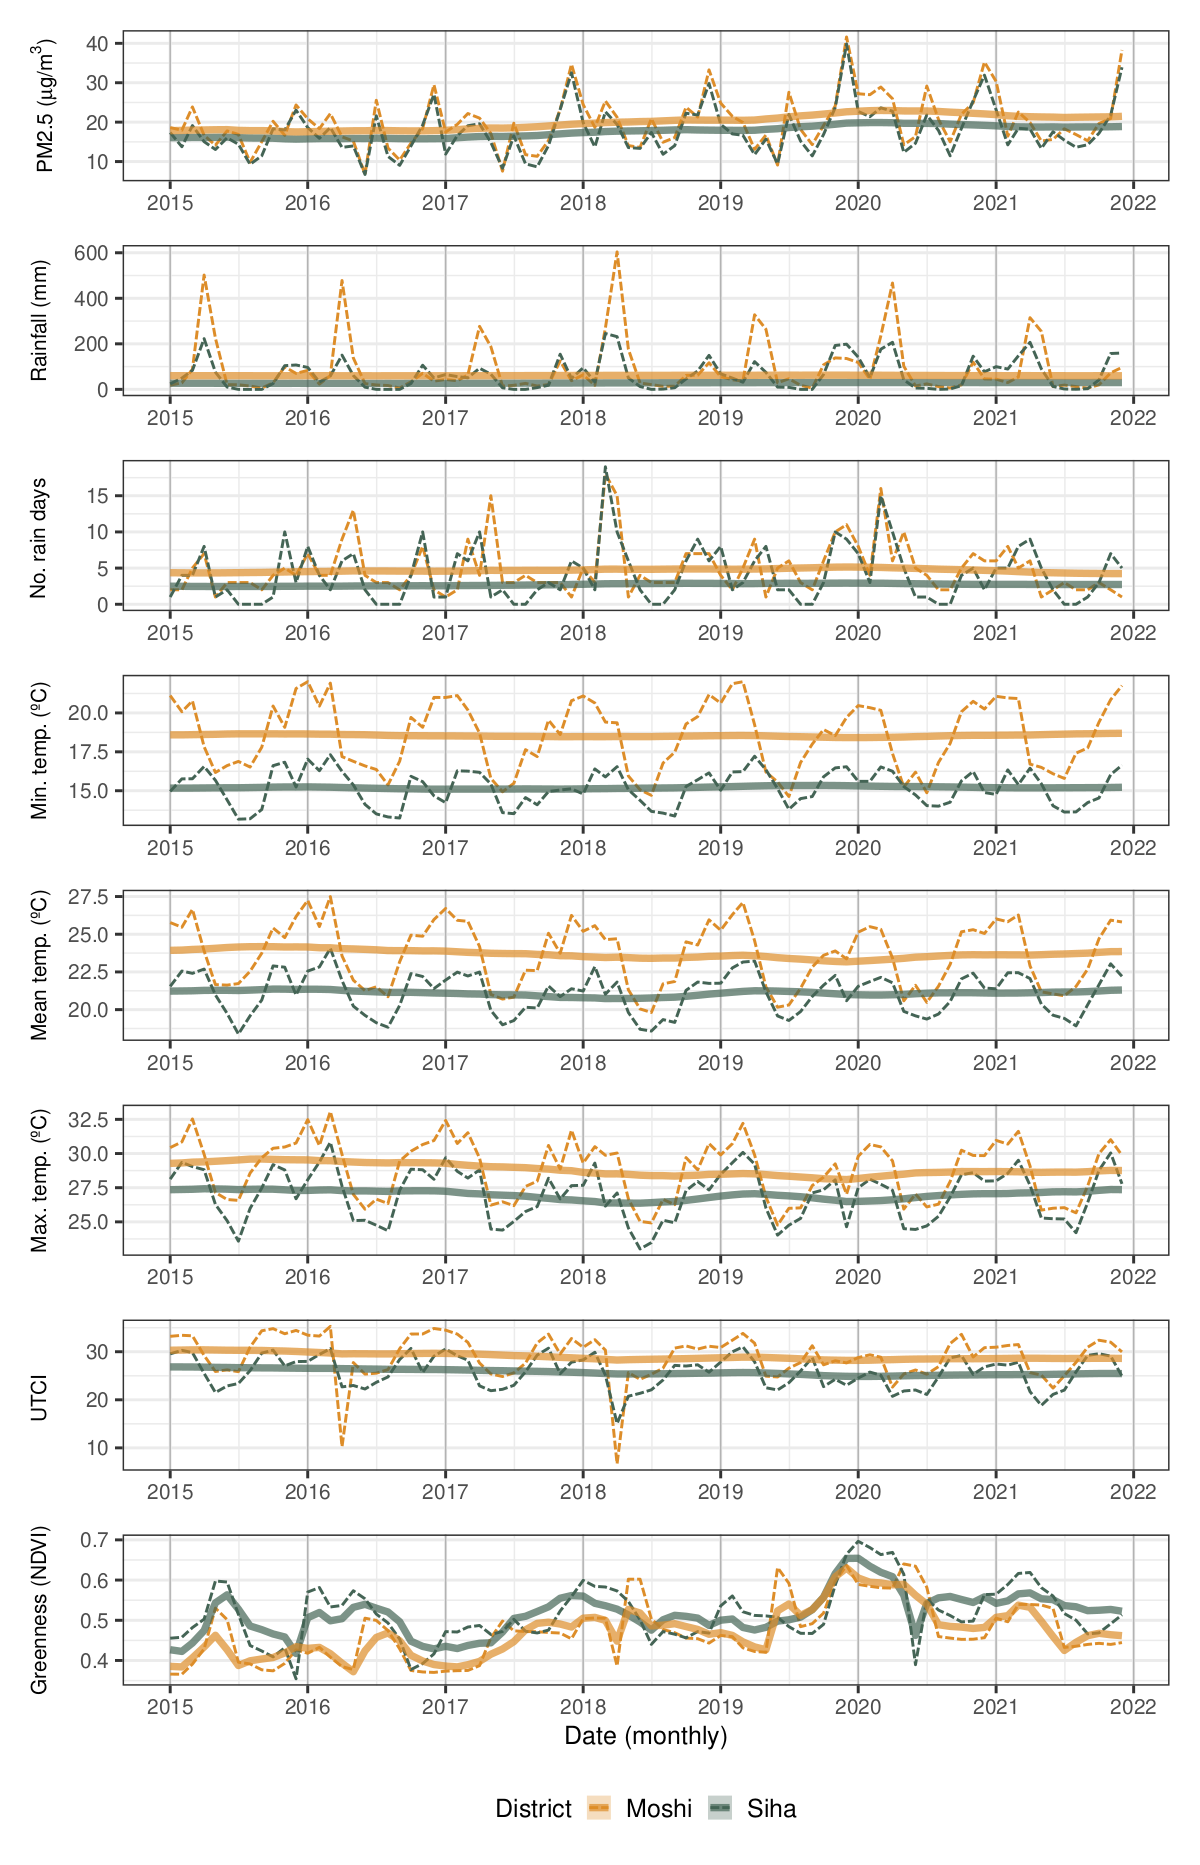 PM2.5 (µg/m³)
40
30
20
10
2015 2016 2017 2018 2019 2020 2021 2022
Rainfall (mm)
600
400
200
0
2015 2016 2017 2018 2019 2020 2021 2022
No. rain days
15
10
5
0
2015 2016 2017 2018 2019 2020 2021 2022
Min. temp. (ºC)
20.0
17.5
15.0
2015 2016 2017 2018 2019 2020 2021 2022
Mean temp. (ºC)
27.5
25.0
22.5
20.0
2015 2016 2017 2018 2019 2020 2021 2022
Max. temp. (ºC)
32.5
30.0
27.5
25.0
2015 2016 2017 2018 2019 2020 2021 2022
UTCI
30
20
10
2015 2016 2017 2018 2019 2020 2021 2022
Greenness (NDVI)
0.7
0.6
0.5
0.4
2015 2016 2017 2018 2019 2020 2021 2022
Date (monthly)
District Moshi Siha